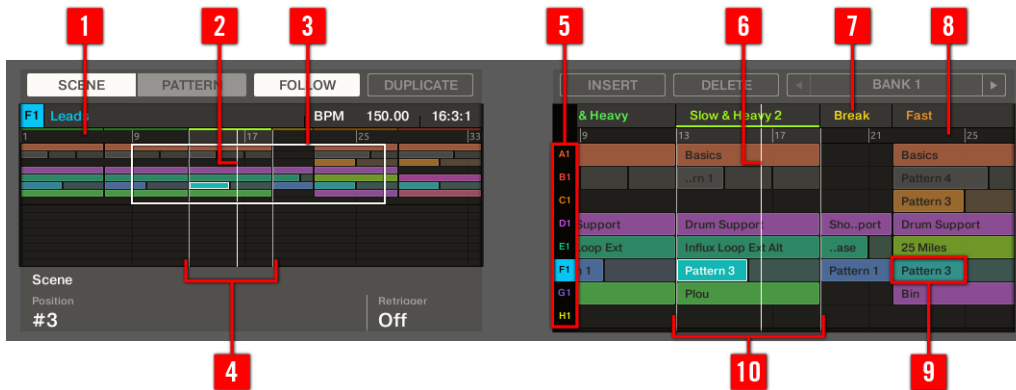 1 2 3 5 6 7 8
SCENE PATTERN FOLLOW DUPLICATE INSERT DELETE BANK 1
F1 Leads BPM 150.00 16:3:1
& Heavy Slow & Heavy 2 Break Fast
1 9 17 25 33
9 13 17 21 25
A1 Basics Basics
B1 ..rn 1 Pattern 4
C1 Pattern 3
D1 Support Drum Support Sho..port Drum Support
E1 Loop Ext Influx Loop Ext Alt ..ase 25 Miles
F1 n 1 Pattern 3 Pattern 1 Pattern 3
G1 Plou Bin
H1
Scene
Position Retrigger
#3 Off
4 10 9